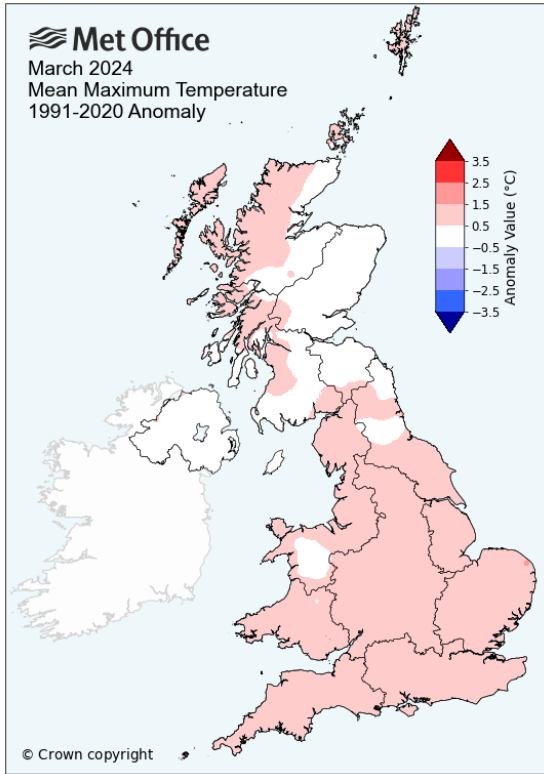 Met Office
March 2024
Mean Maximum Temperature
1991-2020 Anomaly
3.5
2.5
1.5
0.5
−0.5
−1.5
−2.5
−3.5
Anomaly Value (°C)
© Crown copyright